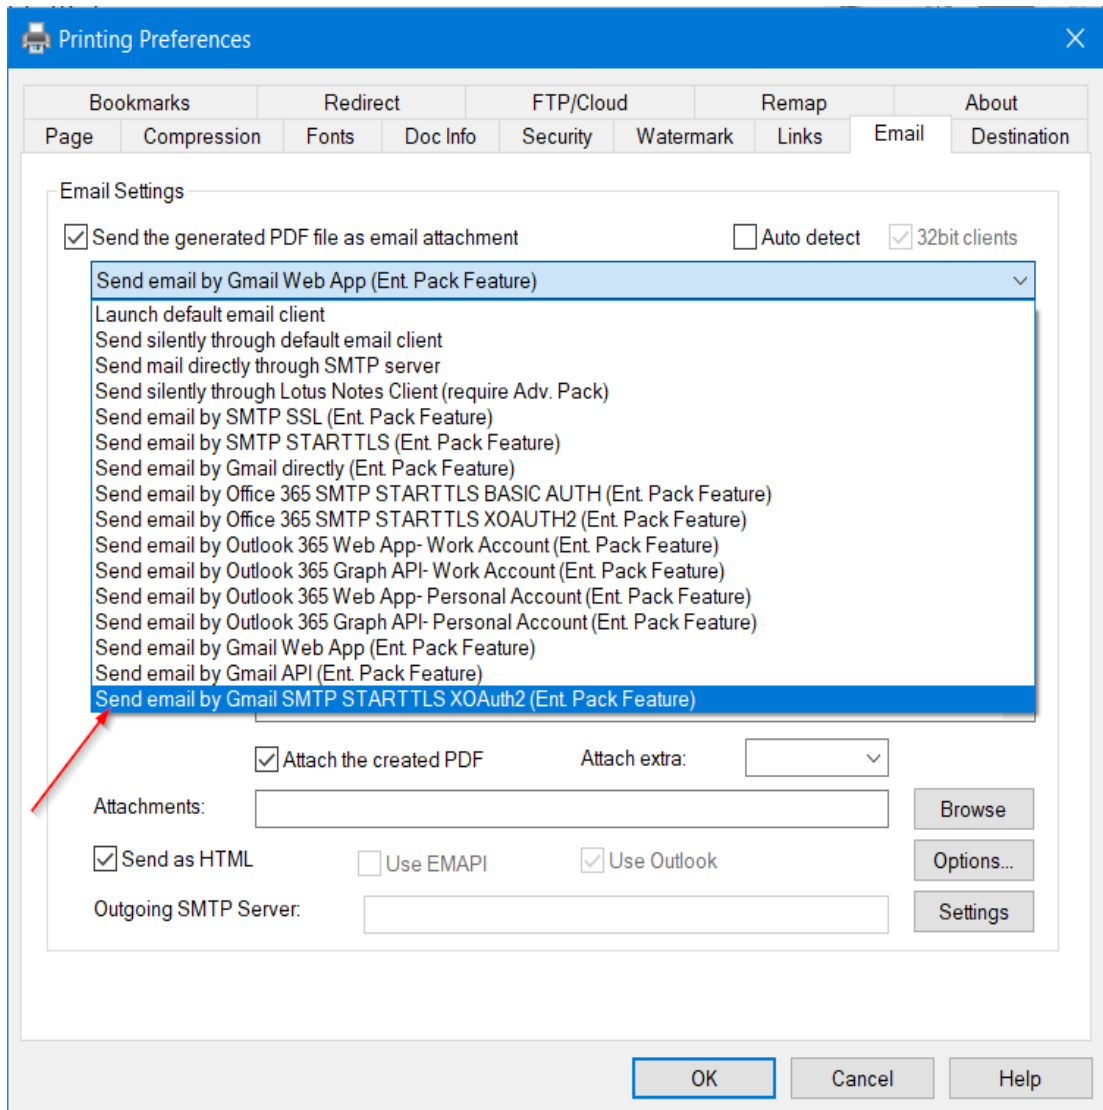 Printing Preferences
Bookmarks Redirect FTP/Cloud Remap About
Page Compression Fonts Doc Info Security Watermark Links Email Destination
Email Settings
Send the generated PDF file as email attachment Auto detect 32bit clients
Send email by Gmail Web App (Ent. Pack Feature)
Launch default email client
Send silently through default email client
Send mail directly through SMTP server
Send silently through Lotus Notes Client (require Adv. Pack)
Send email by SMTP SSL (Ent. Pack Feature)
Send email by SMTP STARTTLS (Ent. Pack Feature)
Send email by Gmail directly (Ent. Pack Feature)
Send email by Office 365 SMTP STARTTLS BASIC AUTH (Ent. Pack Feature)
Send email by Office 365 SMTP STARTTLS XOAUTH2 (Ent. Pack Feature)
Send email by Outlook 365 Web App- Work Account (Ent. Pack Feature)
Send email by Outlook 365 Graph API- Work Account (Ent. Pack Feature)
Send email by Outlook 365 Web App- Personal Account (Ent. Pack Feature)
Send email by Outlook 365 Graph API- Personal Account (Ent. Pack Feature)
Send email by Gmail Web App (Ent. Pack Feature)
Send email by Gmail API (Ent. Pack Feature)
Send email by Gmail SMTP STARTTLS XOAuth2 (Ent. Pack Feature)
Attach the created PDF Attach extra:
Attachments: Browse
Send as HTML Use EMAPI Use Outlook Options...
Outgoing SMTP Server: Settings
OK Cancel Help